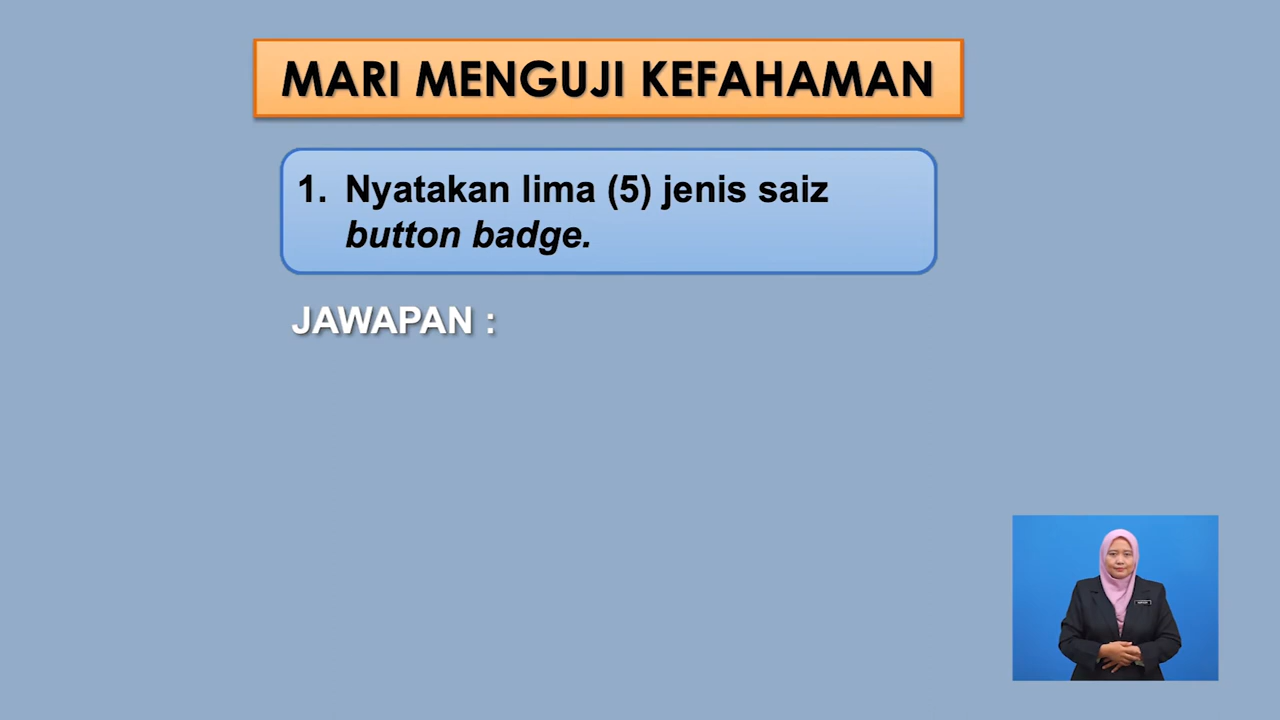 MARI MENGUJI KEFAHAMAN
1. Nyatakan lima (5) jenis saiz
button badge.
JAWAPAN :